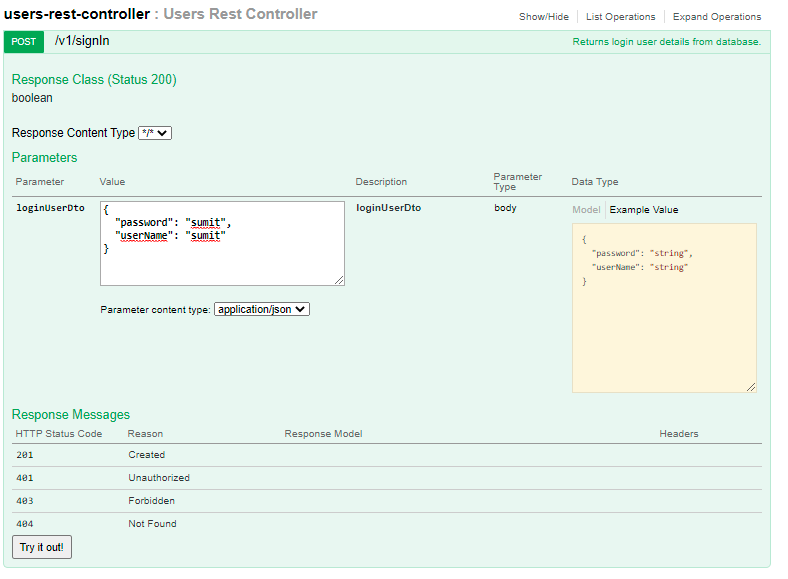 users-rest-controller : Users Rest Controller
Show/Hide List Operations Expand Operations
POST /v1/signIn Returns login user details from database.
Response Class (Status 200)
boolean
Response Content Type */*
Parameters
Parameter Value Description Parameter Type Data Type
loginUserDto
{
"password": "sumit",
"userName": "sumit"
}
loginUserDto body
Model Example Value
{
"password": "string",
"userName": "string"
}
Parameter content type: application/json
Response Messages
HTTP Status Code Reason Response Model Headers
201 Created
401 Unauthorized
403 Forbidden
404 Not Found
Try it out!